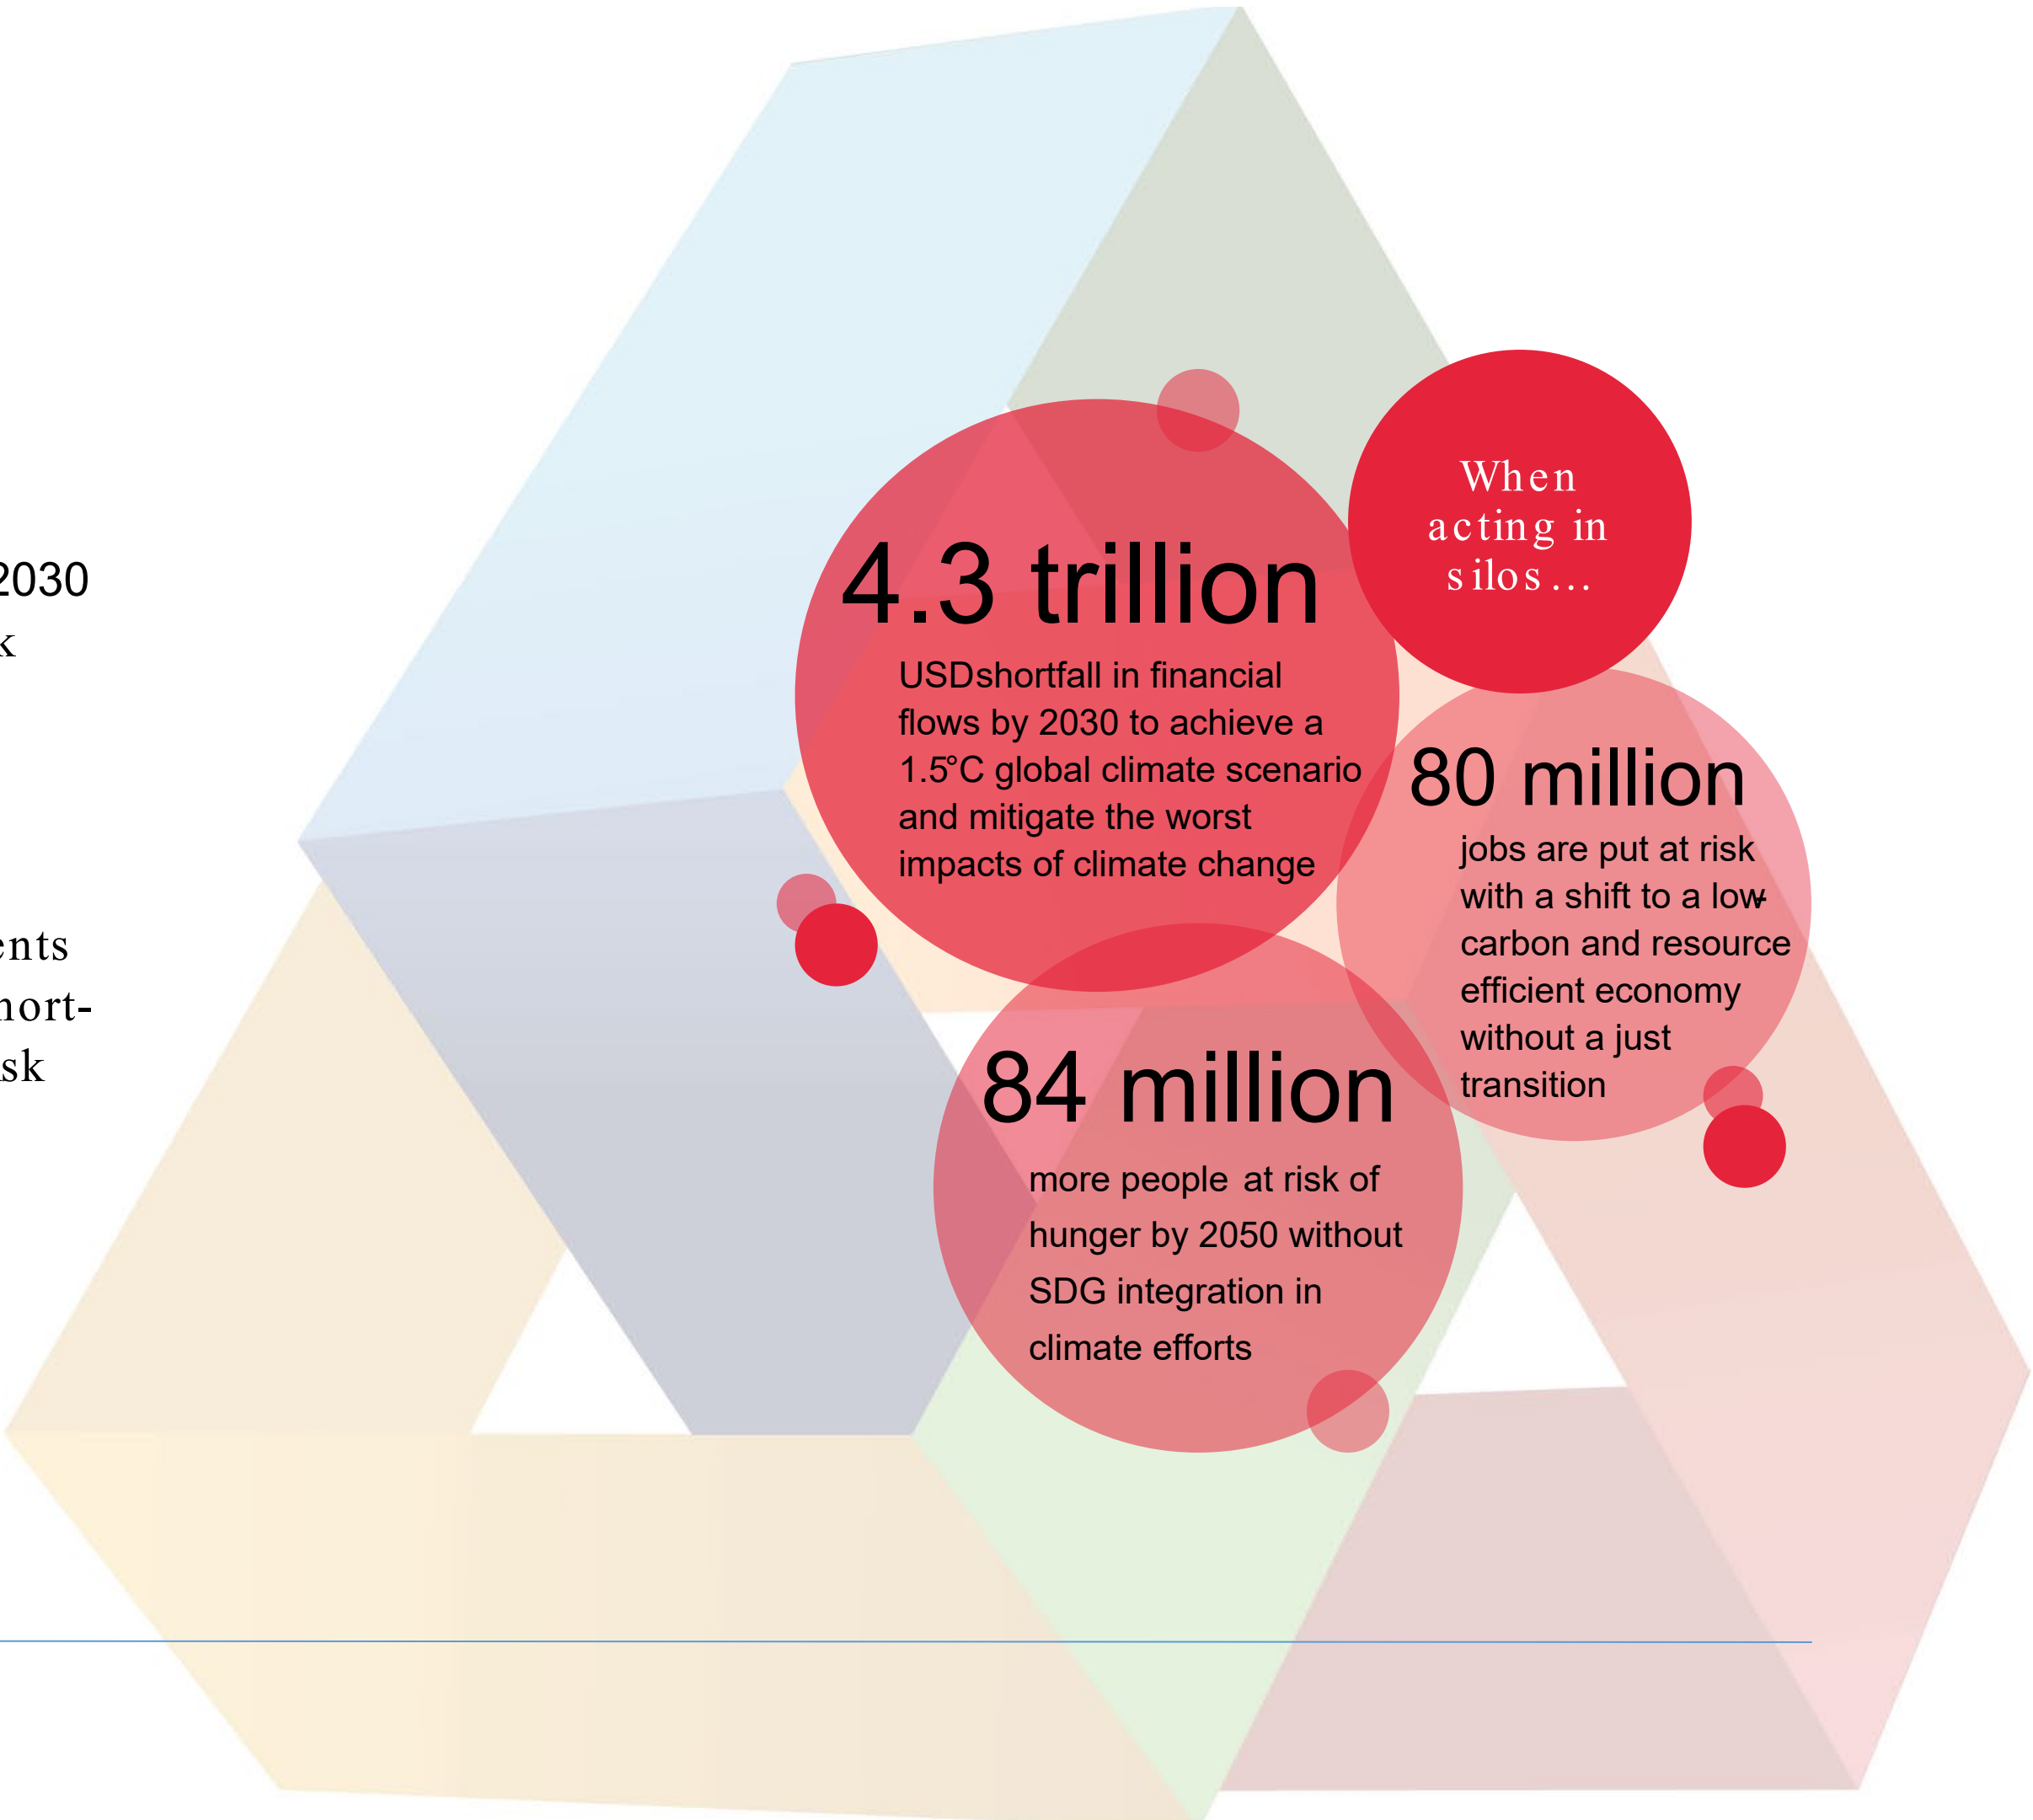 2030
k
ents
hort-
sk
When
acting in
silos...
4.3 trillion
USDshortfall in financial
flows by 2030 to achieve a
1.5°C global climate scenario
and mitigate the worst
impacts of climate change
80 million
jobs are put at risk
with a shift to a low-
carbon and resource
efficient economy
without a just
transition
84 million
more people at risk of
hunger by 2050 without
SDG integration in
climate efforts